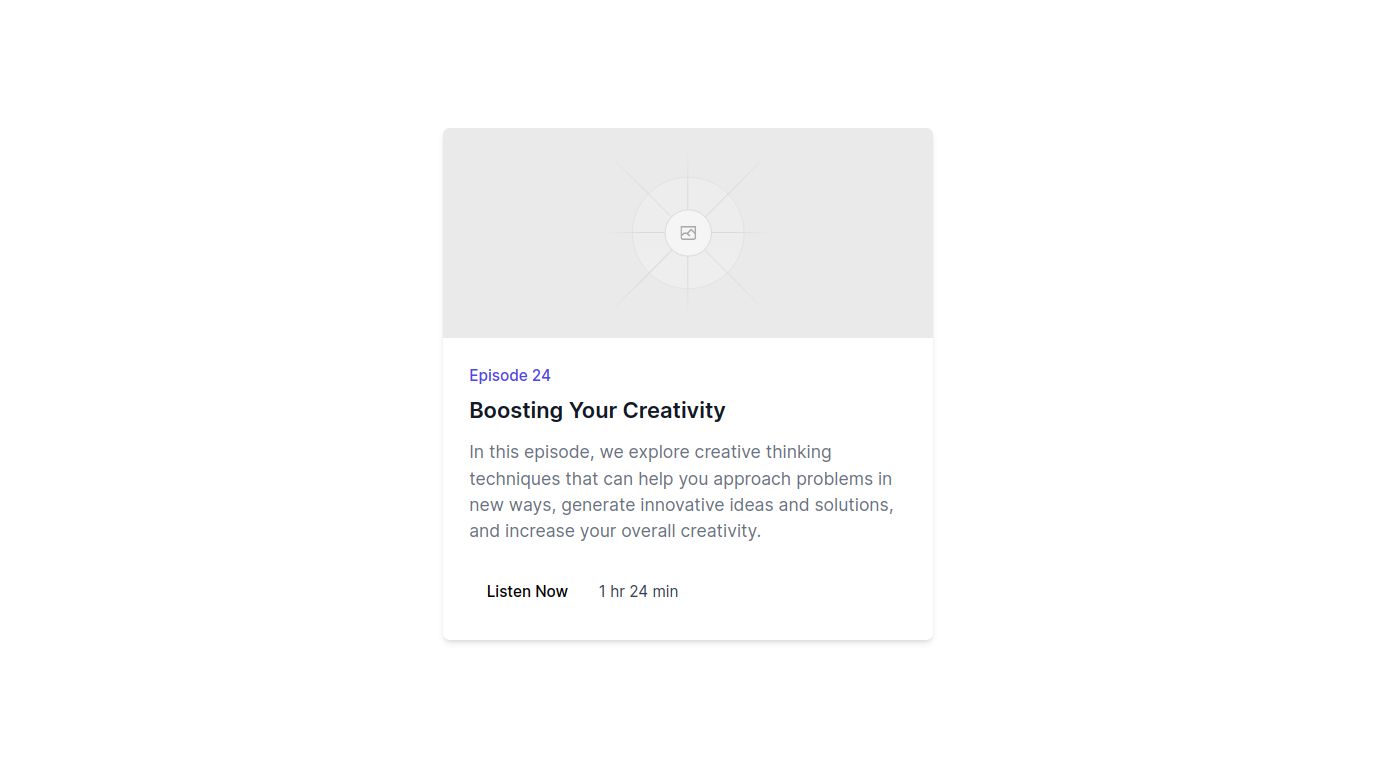 Episode 24
Boosting Your Creativity
In this episode, we explore creative thinking
techniques that can help you approach problems in
new ways, generate innovative ideas and solutions,
and increase your overall creativity.
Listen Now 1 hr 24 min